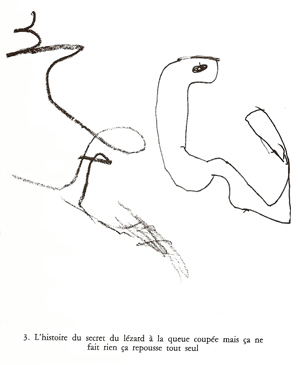 3. L'histoire du secret du lézard à la queue coupée mais ça ne
fait rien ça repousse tout seul